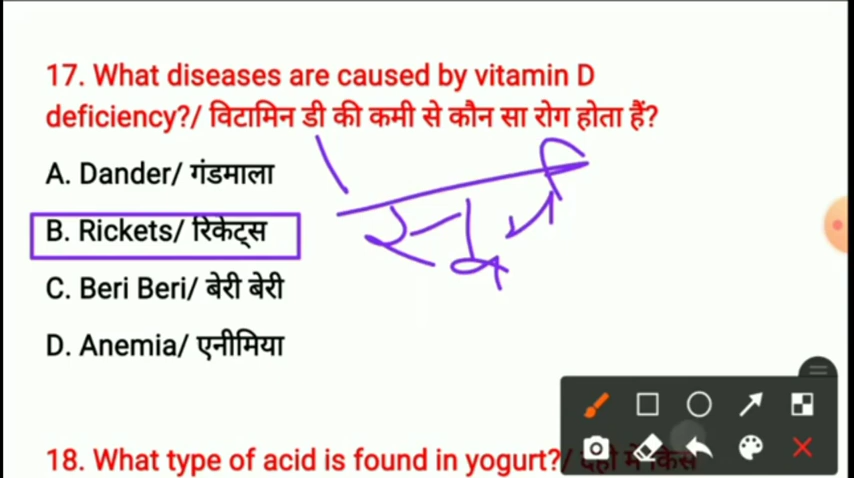 17. What diseases are caused by vitamin D
deficiency?/ विटामिन डी की कमी से कौन सा रोग होता हैं?
A. Dander/ गंडमाला
B. Rickets/ रिकेट्स
C. Beri Beri/ बेरी बेरी
D. Anemia/ एनीमिया
18. What type of acid is found in yogurt?/ दही में किस